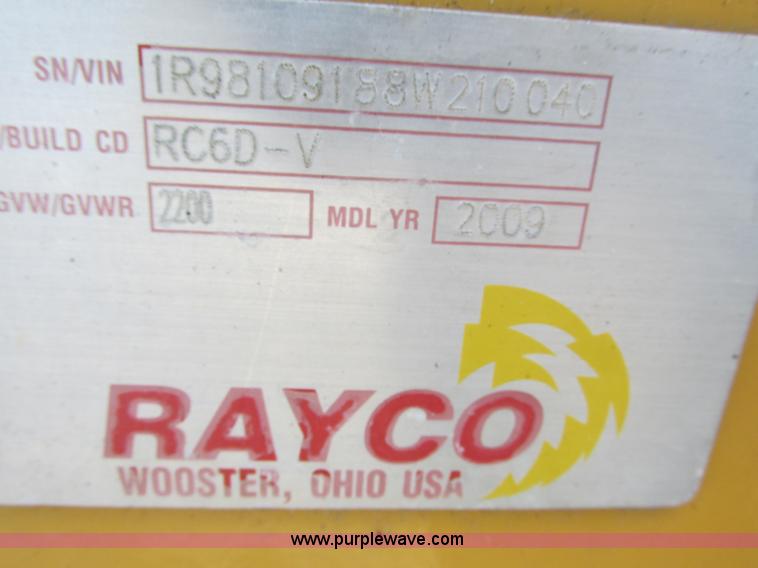 SN/VIN 1R98109188W210040
/BUILD CD RC6D-V
GVW/GVWR 2200 MDL YR 2009
RAYCO
WOOSTER, OHIO USA
www.purplewave.com